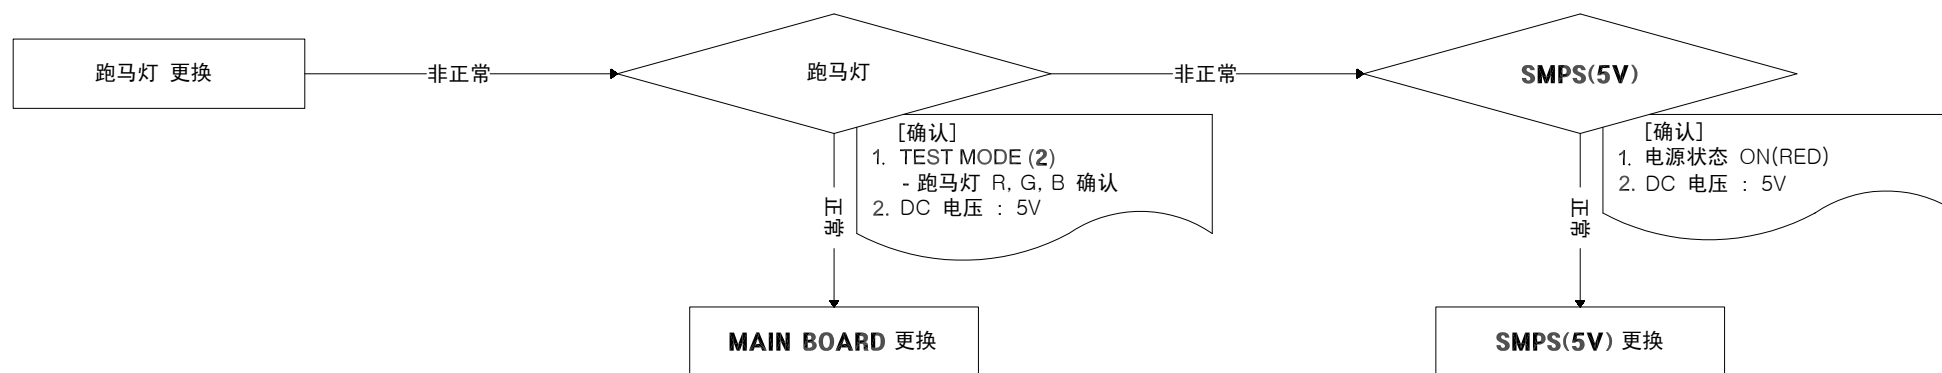 跑马灯 更换
非正常
跑马灯
非正常
SMPS(5V)
[确认]
1. TEST MODE (2)
- 跑马灯 R, G, B 确认
2. DC 电压 : 5V
正常
[确认]
1. 电源状态 ON(RED)
2. DC 电压 : 5V
正常
MAIN BOARD 更换
SMPS(5V) 更换